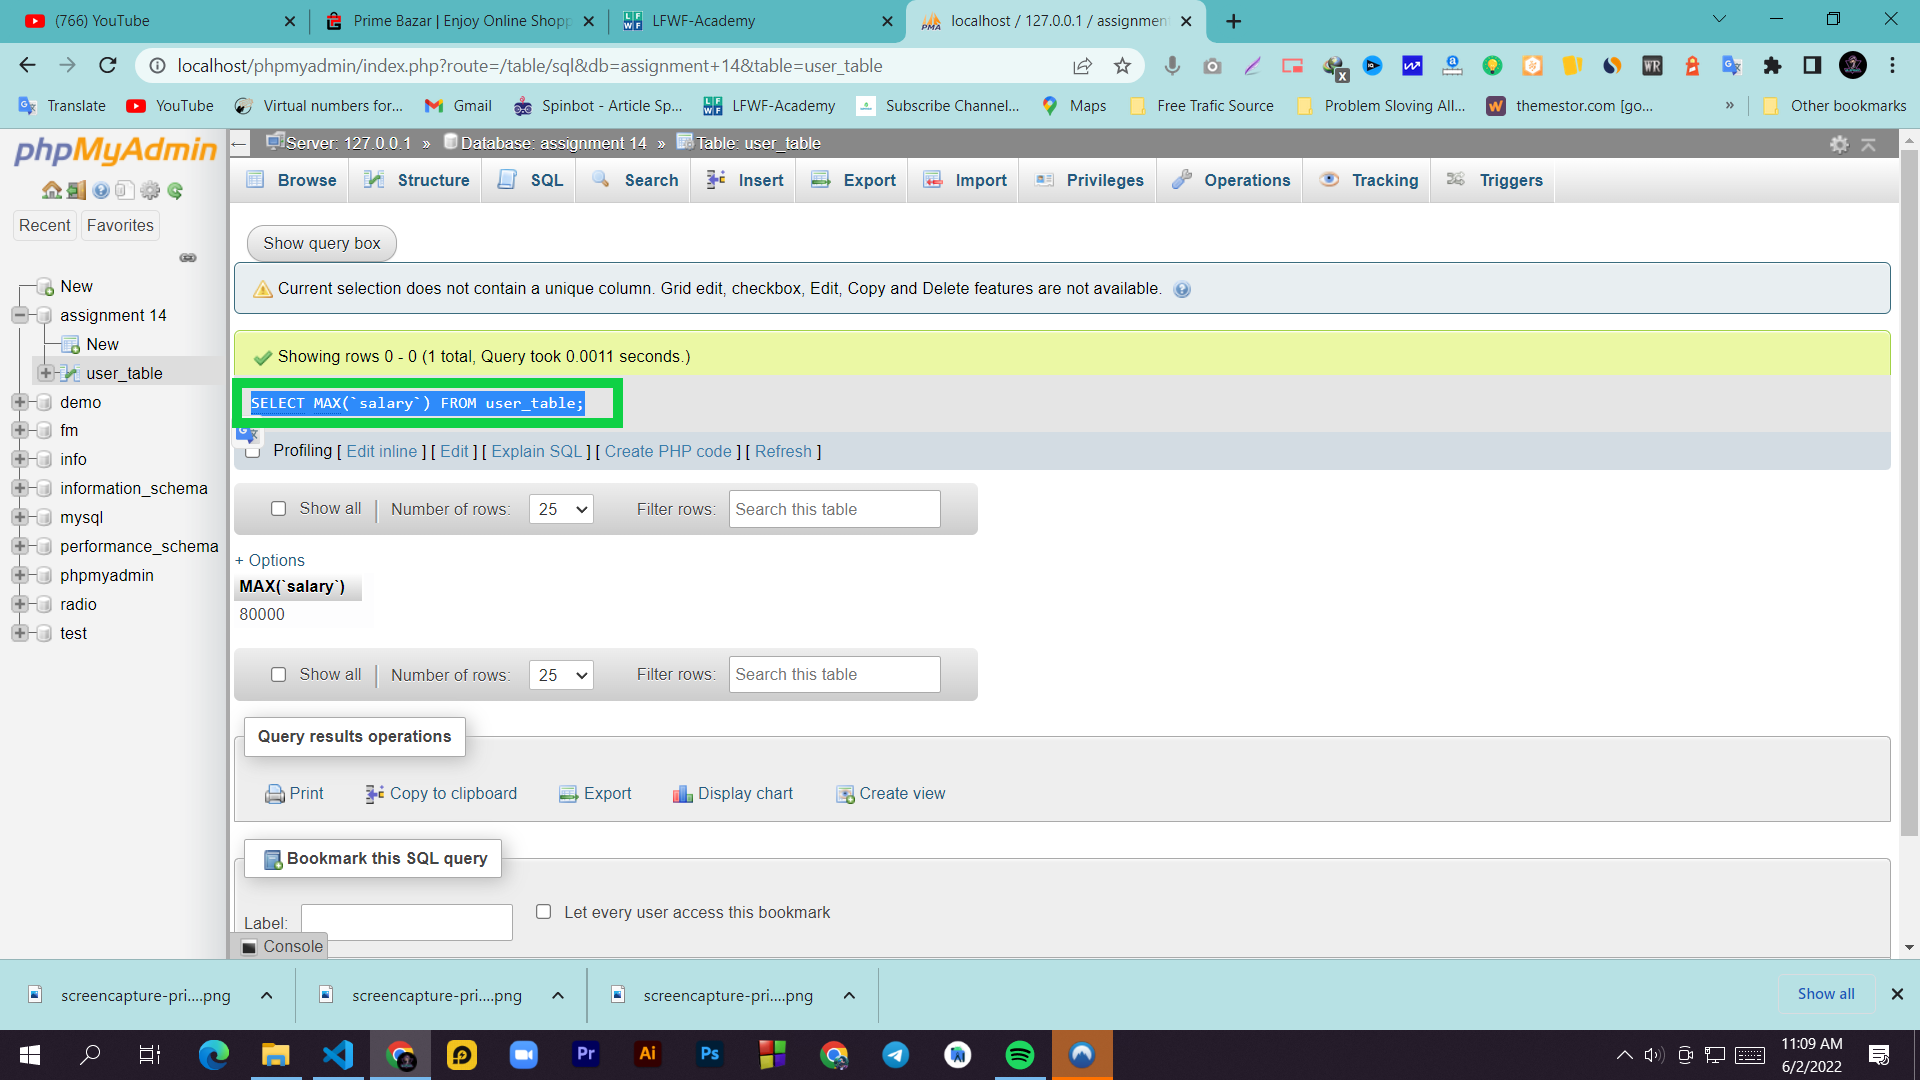 (766) YouTube
Prime Bazar | Enjoy Online Shopp
LFWF-Academy
localhost / 127.0.0.1 / assignment
localhost/phpmyadmin/index.php?route=/table/sql&db=assignment+14&table=user_table
Translate
YouTube
Virtual numbers for...
Gmail
Spinbot - Article Sp...
LFWF-Academy
Subscribe Channel...
Maps
Free Trafic Source
Problem Sloving All...
themestor.com [go...
»
Other bookmarks
phpMyAdmin
Recent
Favorites
New
assignment 14
New
user_table
demo
fm
info
information_schema
mysql
performance_schema
phpmyadmin
radio
test
Server: 127.0.0.1 » Database: assignment 14 » Table: user_table
Browse
Structure
SQL
Search
Insert
Export
Import
Privileges
Operations
Tracking
Triggers
Show query box
Current selection does not contain a unique column. Grid edit, checkbox, Edit, Copy and Delete features are not available.
Showing rows 0 - 0 (1 total, Query took 0.0011 seconds.)
SELECT MAX(`salary`) FROM user_table;
Profiling [ Edit inline ] [ Edit ] [ Explain SQL ] [ Create PHP code ] [ Refresh ]
Show all
Number of rows:
25
Filter rows:
Search this table
+ Options
MAX(`salary`)
80000
Show all
Number of rows:
25
Filter rows:
Search this table
Query results operations
Print
Copy to clipboard
Export
Display chart
Create view
Bookmark this SQL query
Label:
Let every user access this bookmark
Console
screencapture-pri....png
screencapture-pri....png
screencapture-pri....png
Show all
Pr
Ai
Ps
11:09 AM
6/2/2022